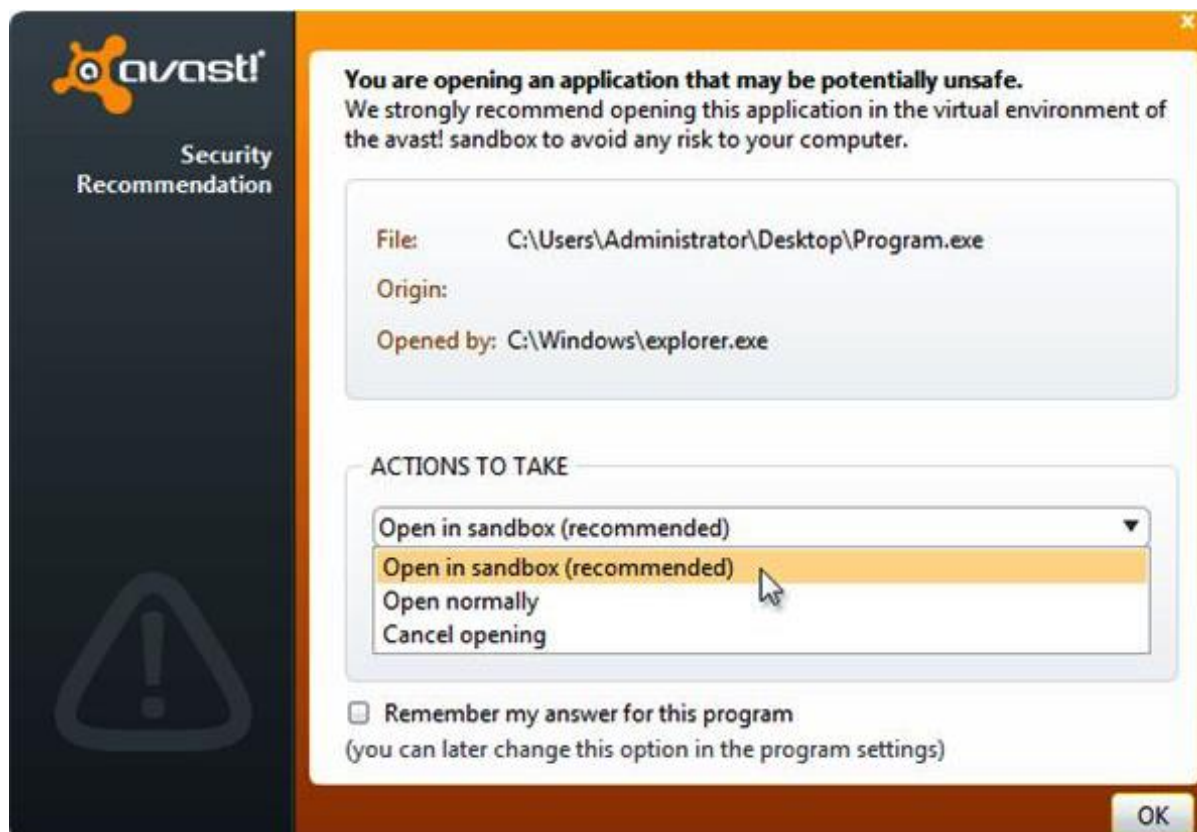 avast!
Security
Recommendation
x
You are opening an application that may be potentially unsafe.
We strongly recommend opening this application in the virtual environment of
the avast! sandbox to avoid any risk to your computer.
File: C:\Users\Administrator\Desktop\Program.exe
Origin:
Opened by: C:\Windows\explorer.exe
ACTIONS TO TAKE
Open in sandbox (recommended)
Open in sandbox (recommended)
Open normally
Cancel opening
Remember my answer for this program
(you can later change this option in the program settings)
OK